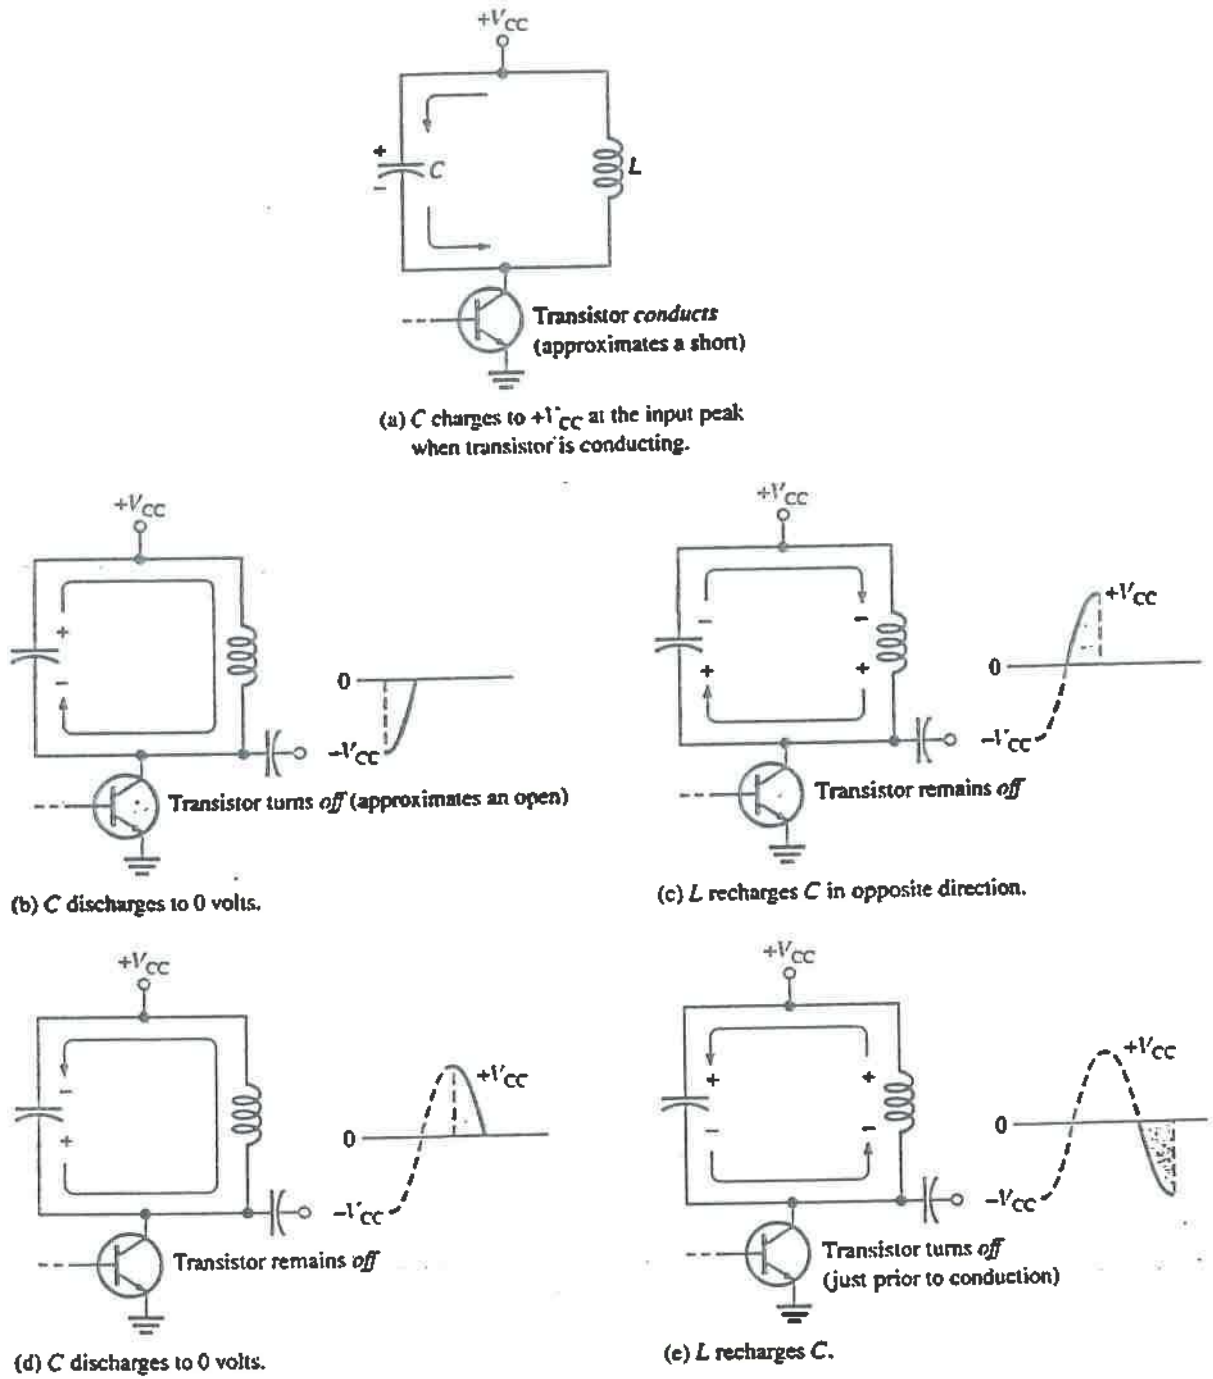 +VCC
+
C
-
L
Transistor conducts
(approximates a short)
(a) C charges to +VCC at the input peak
when transistor is conducting.
+VCC
+
-
0
-VCC
Transistor turns off (approximates an open)
(b) C discharges to 0 volts.
+VCC
- -
+ +
+VCC
0
-VCC
Transistor remains off
(c) L recharges C in opposite direction.
+VCC
-
+
+VCC
0
-VCC
Transistor remains off
(d) C discharges to 0 volts.
+VCC
+ +
- -
+VCC
0
-VCC
Transistor turns off
(just prior to conduction)
(e) L recharges C.